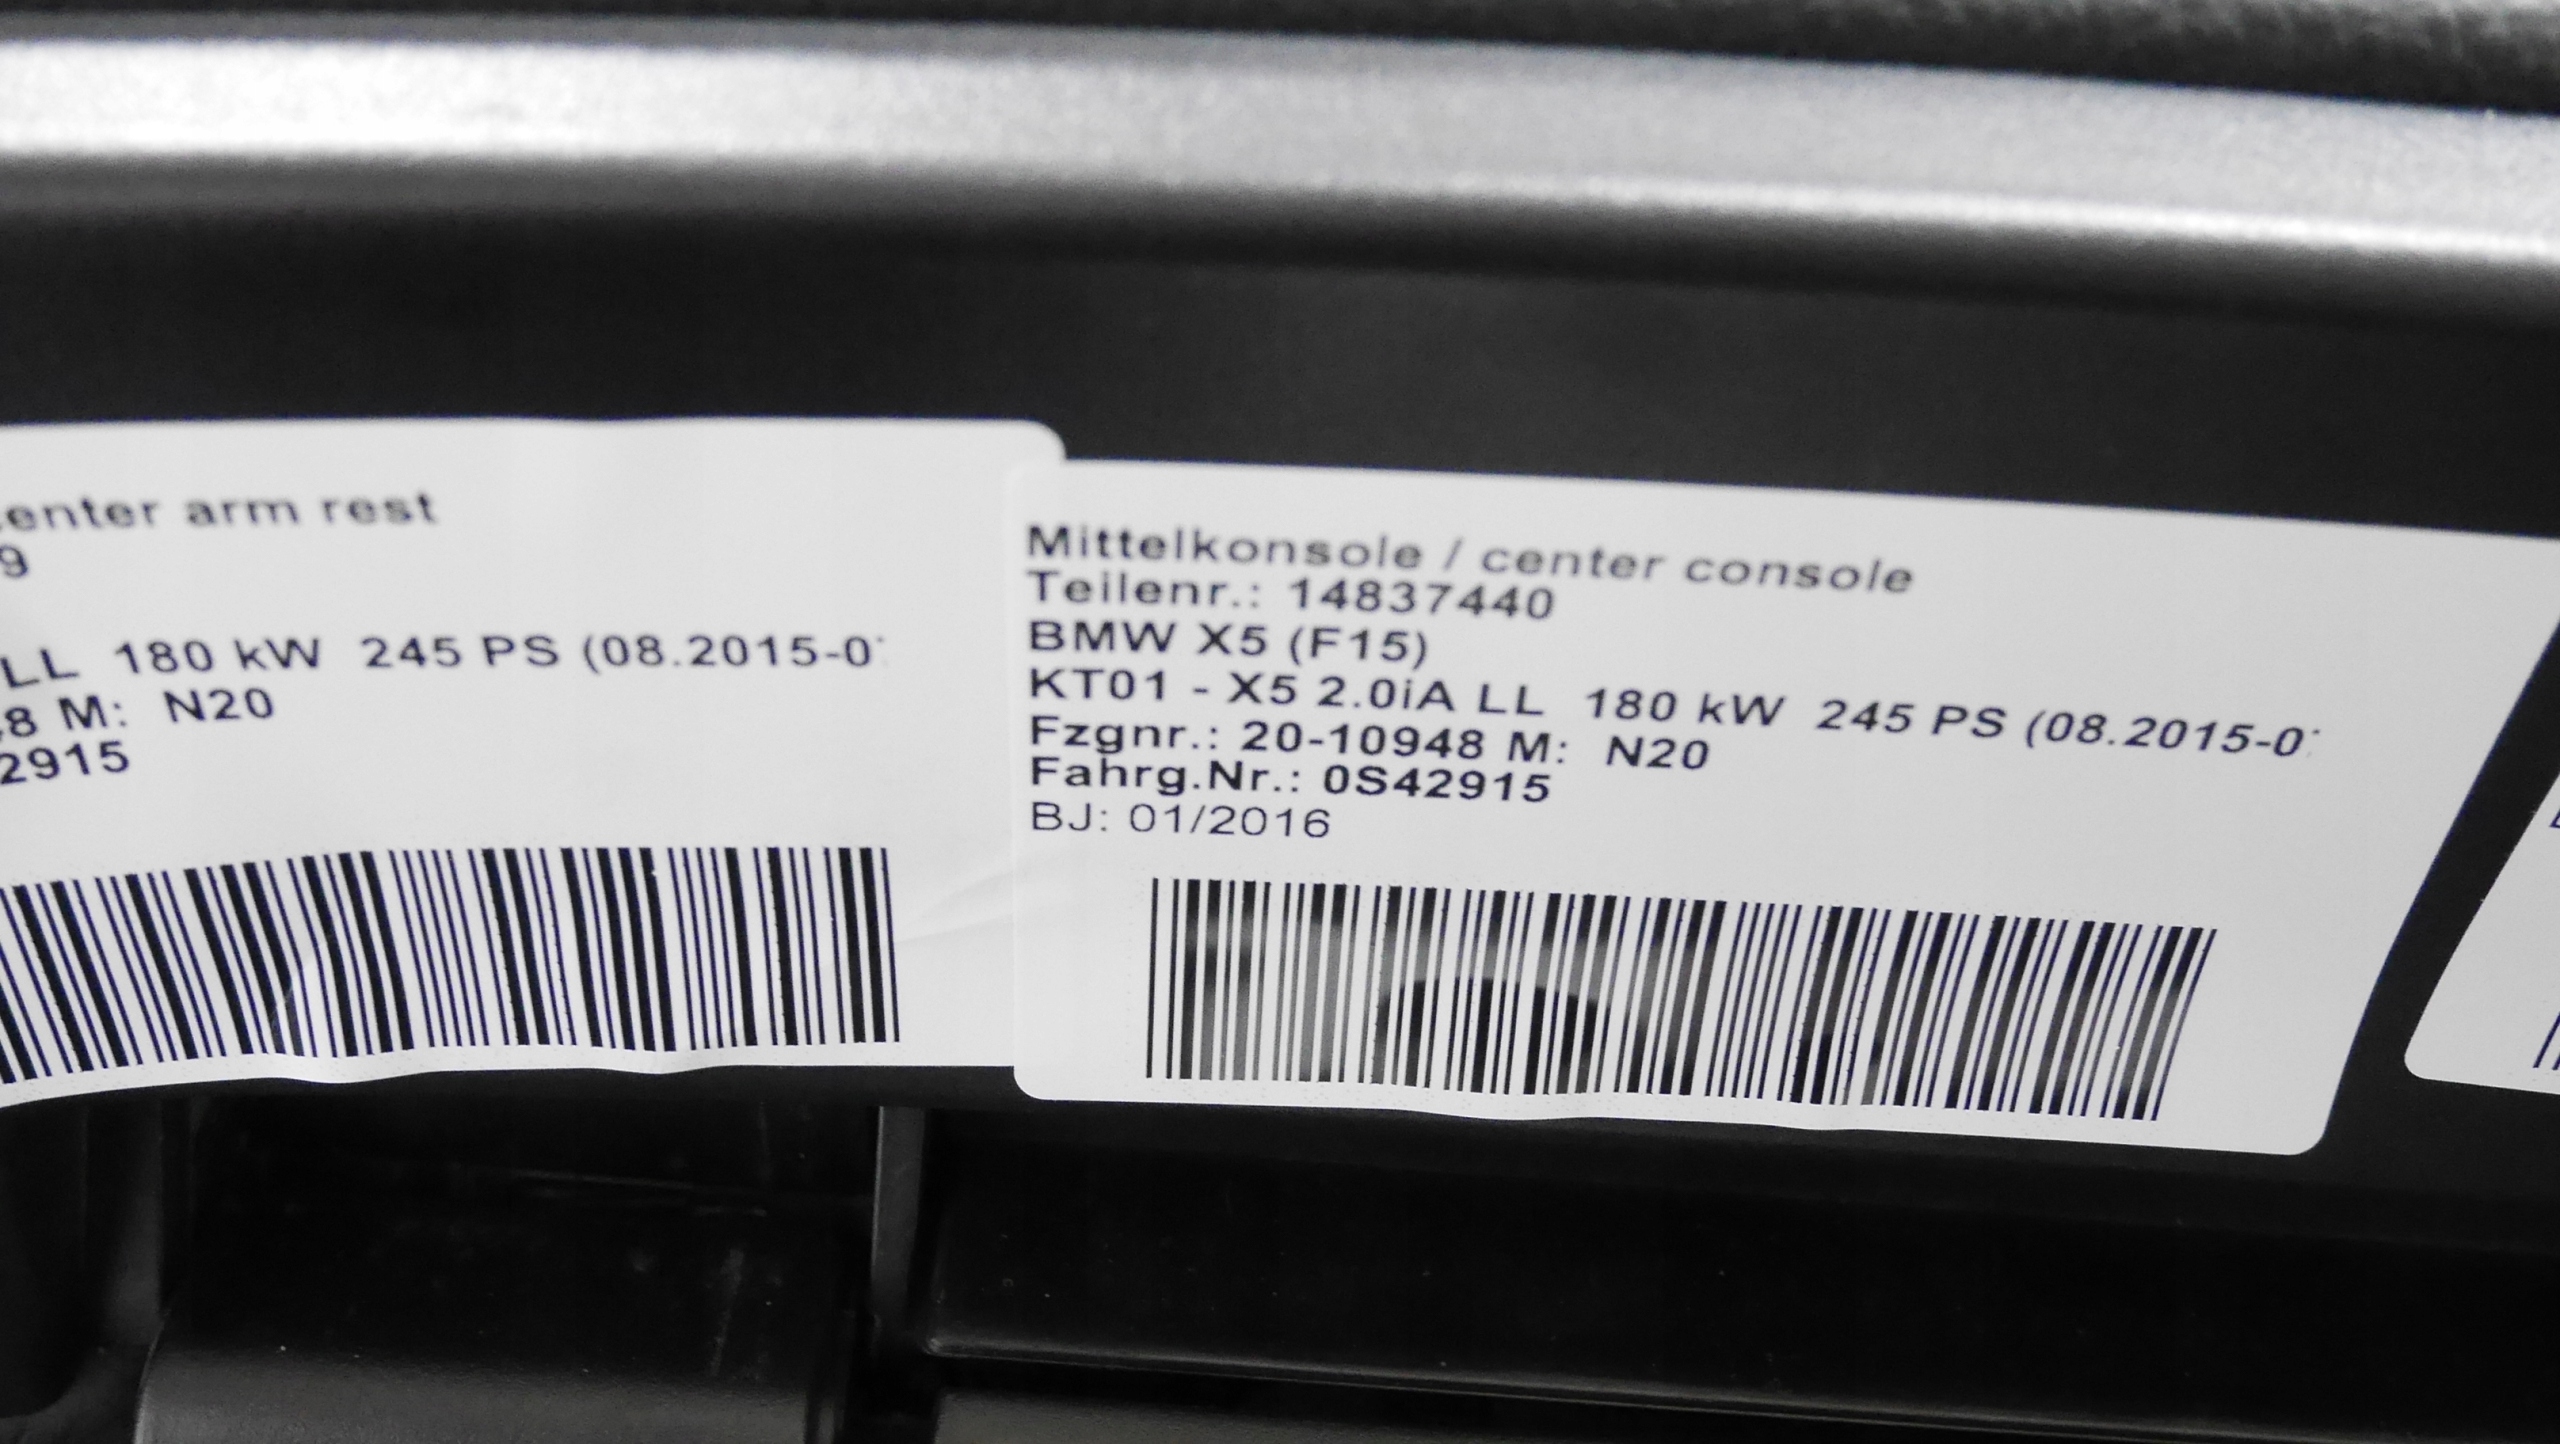 enter arm rest
9
LL 180 kW 245 PS (08.2015-0
8 M: N20
2915
Mittelkonsole / center console
Teilenr.: 14837440
BMW X5 (F15)
KT01 - X5 2.0iA LL 180 kW 245 PS (08.2015-0
Fzgnr.: 20-10948 M: N20
Fahrg.Nr.: 0S42915
BJ: 01/2016